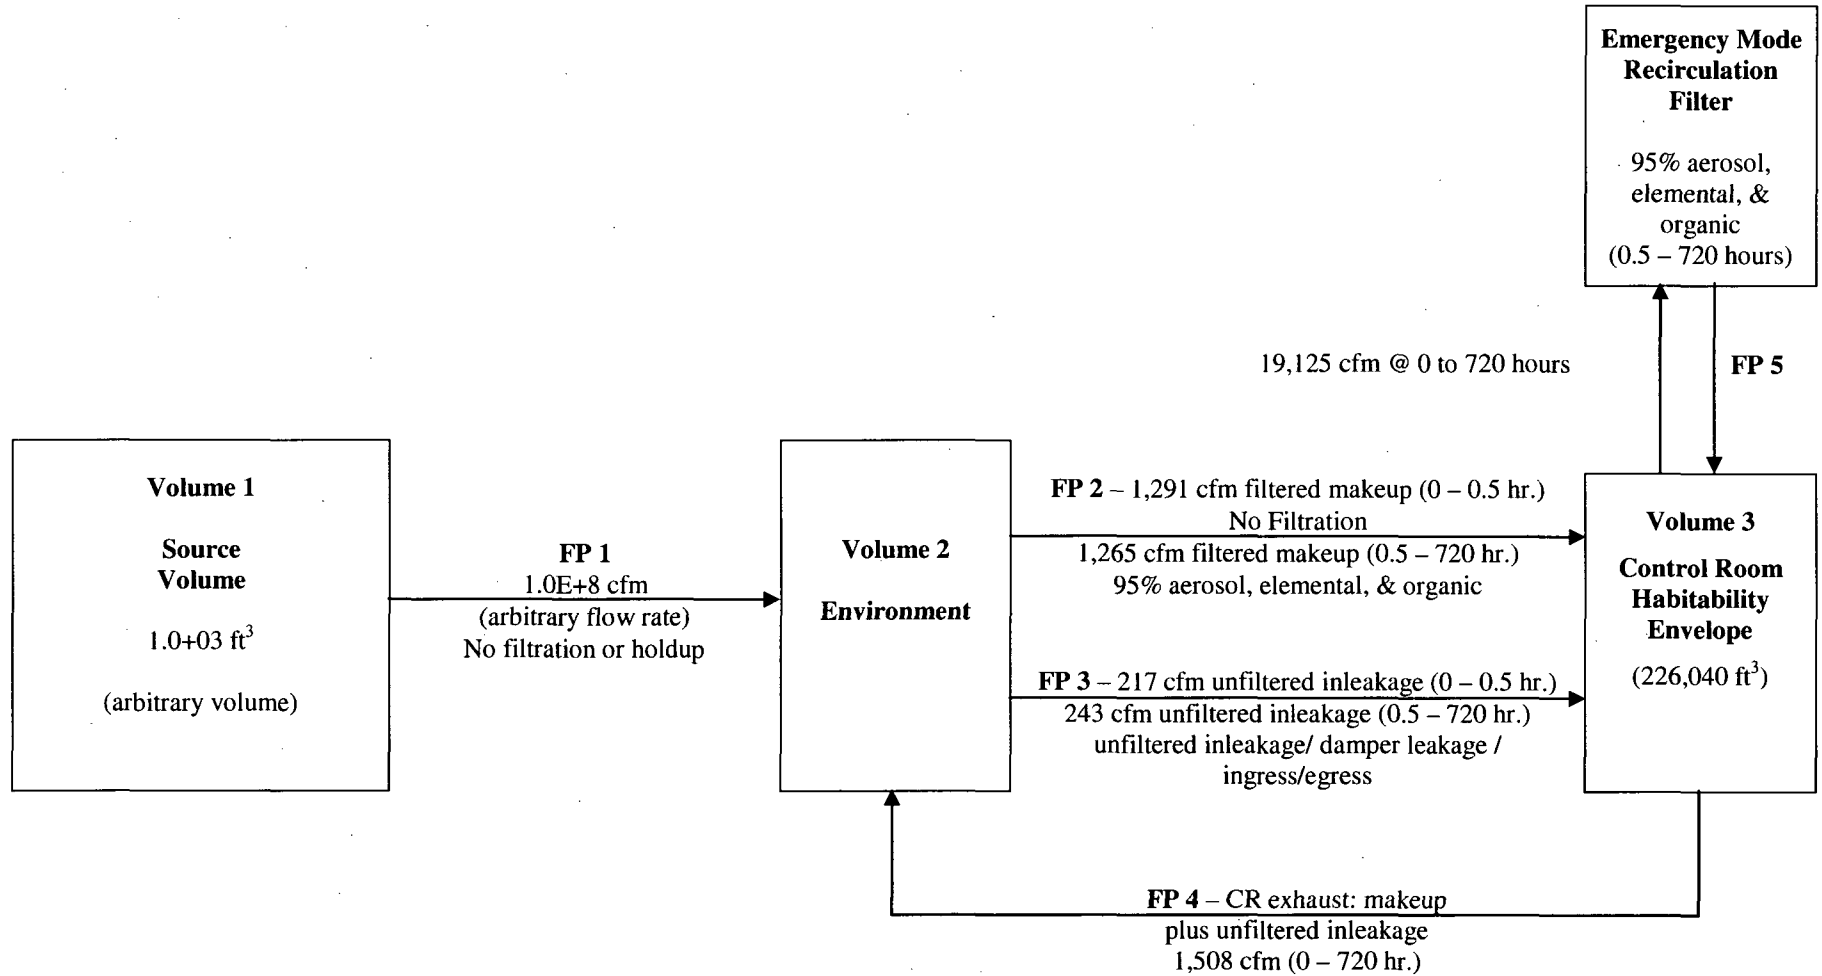 Emergency Mode
Recirculation
Filter
95% aerosol,
elemental, &
organic
(0.5 – 720 hours)
19,125 cfm @ 0 to 720 hours
FP 5
Volume 1
Source
Volume
1.0+03 ft³
(arbitrary volume)
FP 1
1.0E+8 cfm
(arbitrary flow rate)
No filtration or holdup
Volume 2
Environment
FP 2 – 1,291 cfm filtered makeup (0 – 0.5 hr.)
No Filtration
1,265 cfm filtered makeup (0.5 – 720 hr.)
95% aerosol, elemental, & organic
FP 3 – 217 cfm unfiltered inleakage (0 – 0.5 hr.)
243 cfm unfiltered inleakage (0.5 – 720 hr.)
unfiltered inleakage/ damper leakage /
ingress/egress
Volume 3
Control Room
Habitability
Envelope
(226,040 ft³)
FP 4 – CR exhaust: makeup
plus unfiltered inleakage
1,508 cfm (0 – 720 hr.)